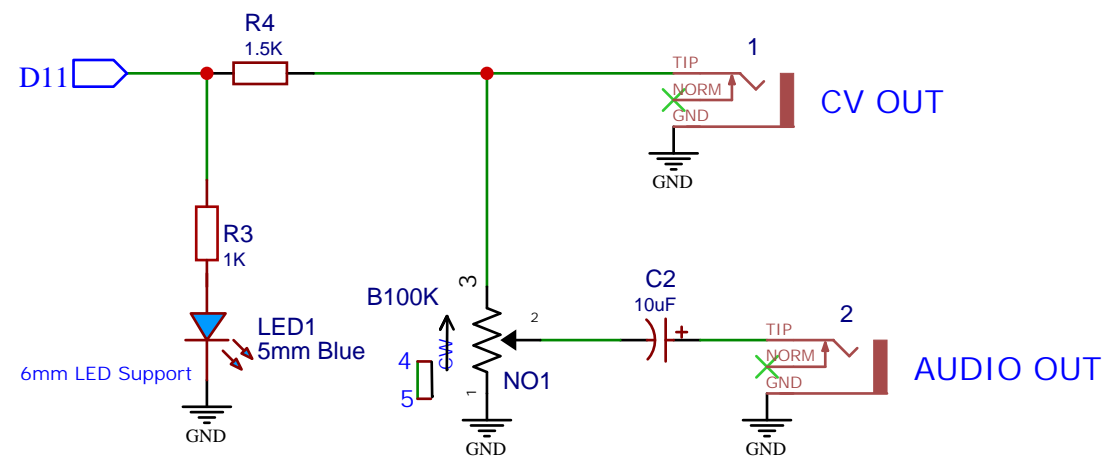 R4
1.5K
D11
1
TIP
NORM
GND
CV OUT
GND
R3
1K
LED1
5mm Blue
6mm LED Support
GND
B100K
3
2
4
5
CW
NO1
1
GND
C2
10uF
+
2
TIP
NORM
GND
AUDIO OUT
GND